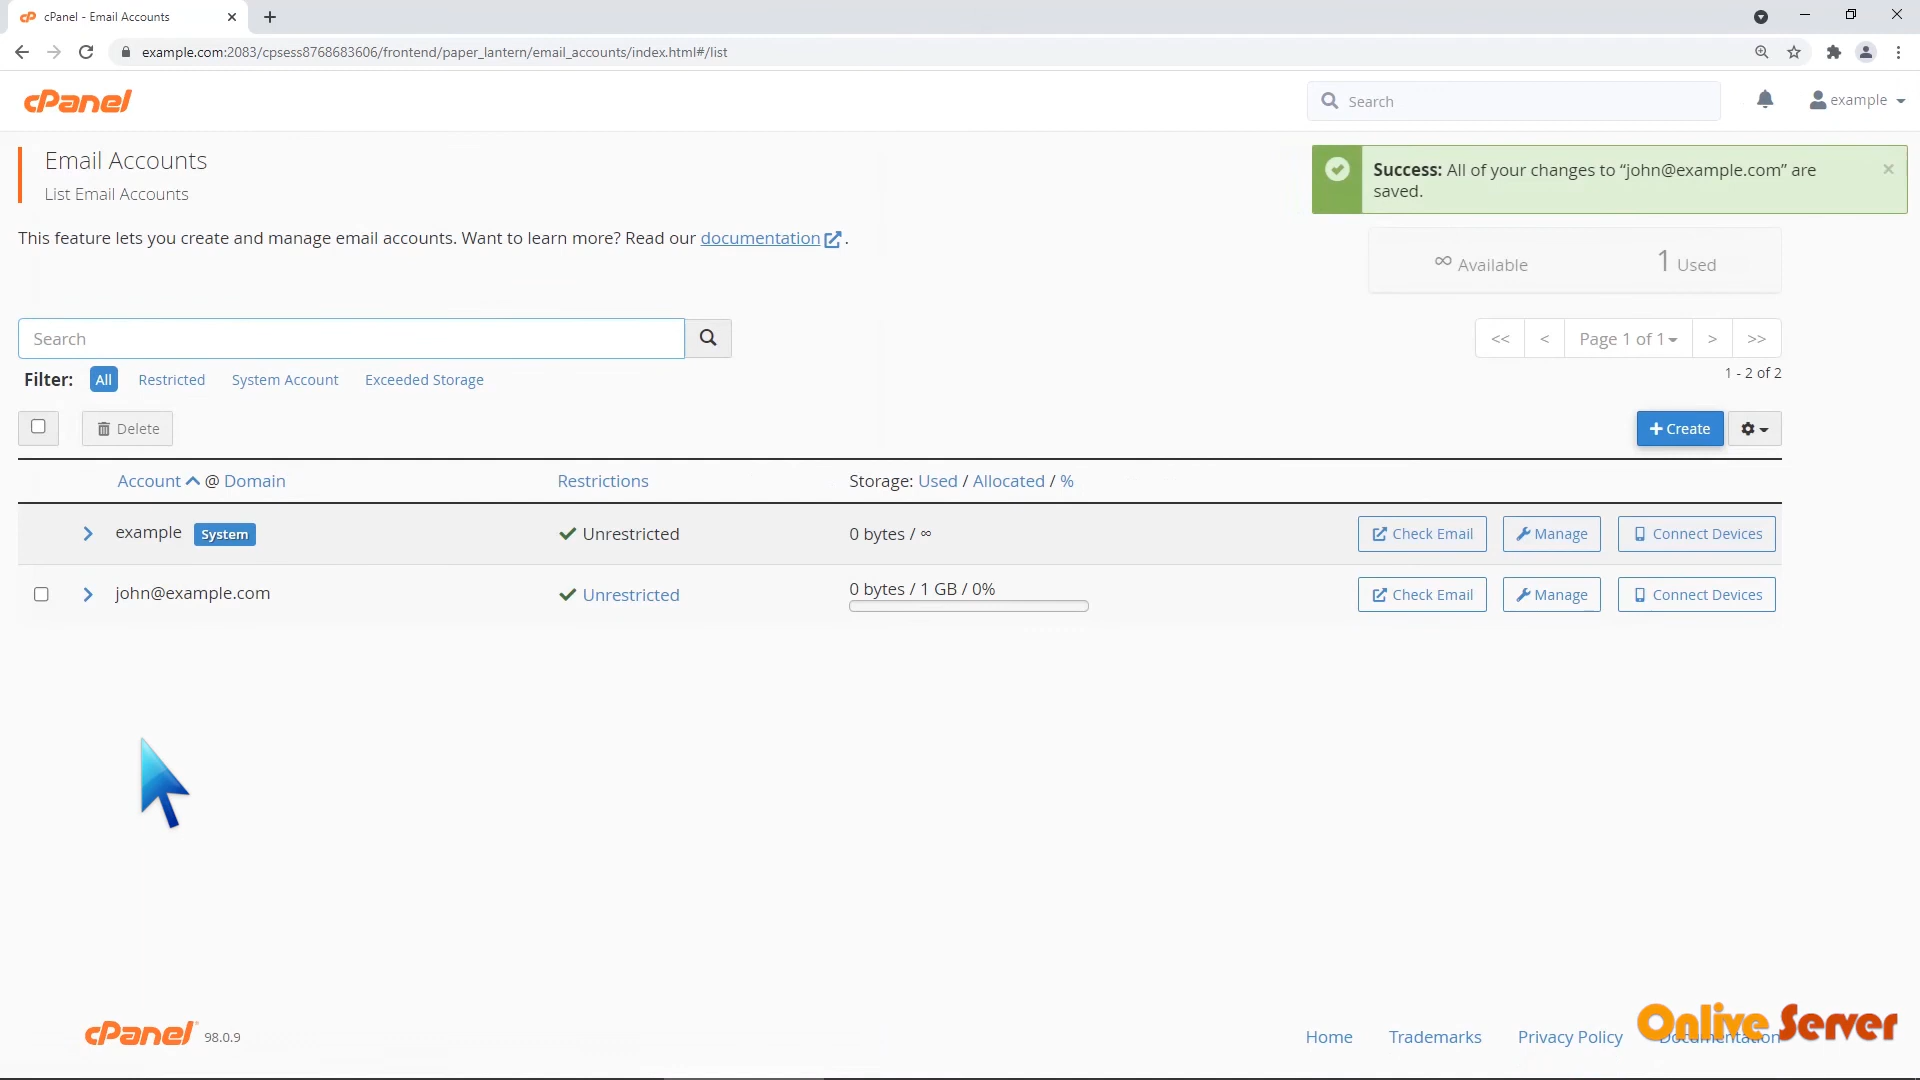 cPanel - Email Accounts
example.com:2083/cpsess8768683606/frontend/paper_lantern/email_accounts/index.html#/list
cPanel
Search
example
Email Accounts
List Email Accounts
Success: All of your changes to “john@example.com” are
saved.
This feature lets you create and manage email accounts. Want to learn more? Read our documentation .
∞ Available
1 Used
Search
<< < Page 1 of 1 > >>
1 - 2 of 2
Filter: All Restricted System Account Exceeded Storage
Delete
Create
Account @ Domain
Restrictions
Storage: Used / Allocated / %
example System
Unrestricted
0 bytes / ∞
Check Email
Manage
Connect Devices
john@example.com
Unrestricted
0 bytes / 1 GB / 0%
Check Email
Manage
Connect Devices
cPanel 98.0.9
Home
Trademarks
Privacy Policy
Documentation
Onlive Server